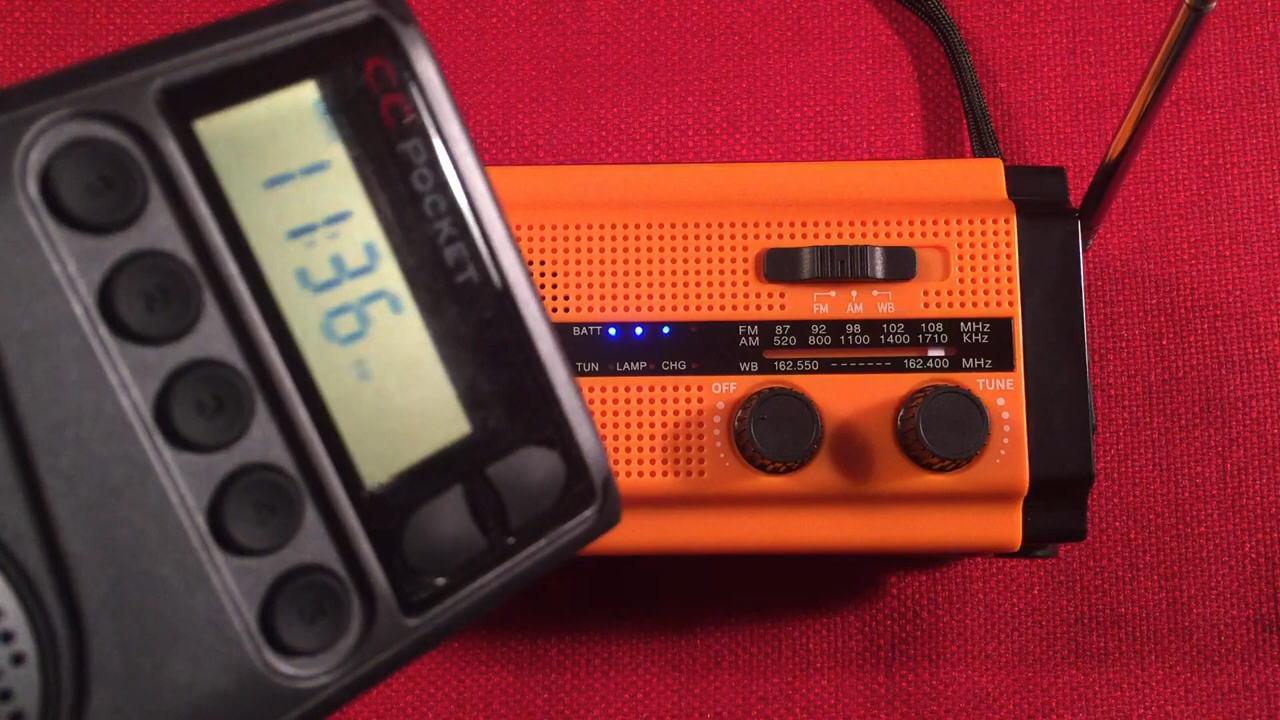 CC POCKET
11:36
FM AM WB
BATT
FM 87 92 98 102 108 MHz
AM 520 800 1100 1400 1710 KHz
TUN LAMP CHG
WB 162.550 ------- 162.400 MHz
OFF
TUNE